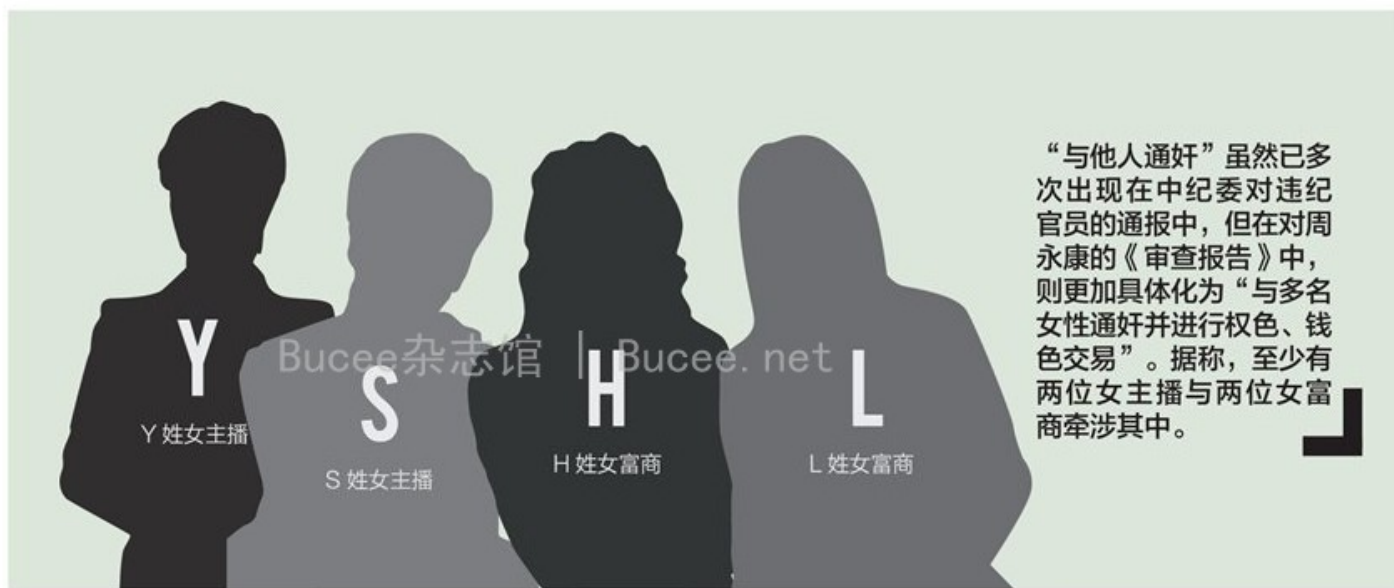 “与他人通奸”虽然已多
次出现在中纪委对违纪
官员的通报中，但在对周
永康的《审查报告》中，
则更加具体化为“与多名
女性通奸并进行权色、钱
色交易”。据称，至少有
两位女主播与两位女富
商牵涉其中。
Y
Y 姓女主播
S
S 姓女主播
H
H 姓女富商
L
L 姓女富商
Bucee杂志馆 | Bucee.net